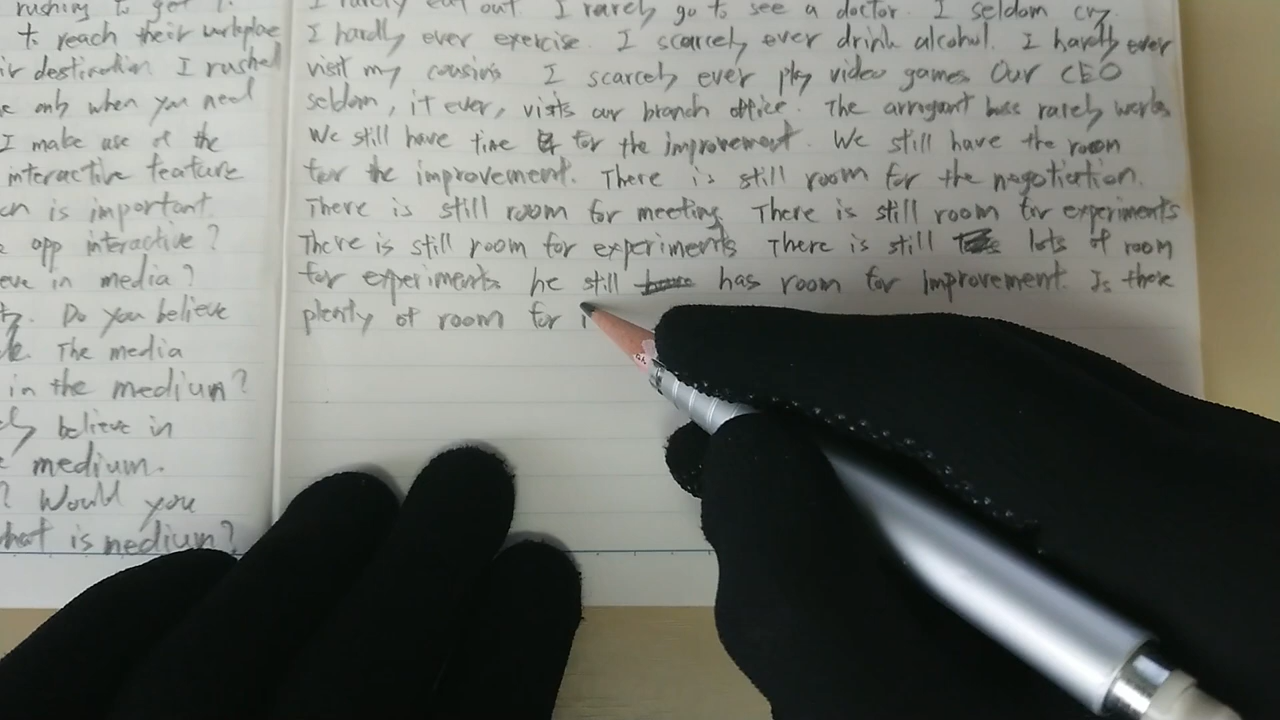 rushing to get
to reach their workplace
ir destination. I rushed
only when you need
I make use of the
interactive feature
is important.
app interactive?
in media?
Do you believe
The media
in the medium?
believe in
medium.
? Would you
what is medium?
I rarely eat out. I rarely go to see a doctor. I seldom cry
I hardly ever exercise. I scarcely ever drink alcohol. I hardly ever
visit my cousins I scarcely ever play video games. Our CEO
seldom, if ever, visits our branch office. The arrogant boss rarely works
We still have time for the improvement. We still have the room
for the improvement. There is still room for the negotiation.
There is still room for meeting. There is still room for experiments
There is still room for experiments There is still lots of room
for experiments he still has room for improvement. Is there
plenty of room for i